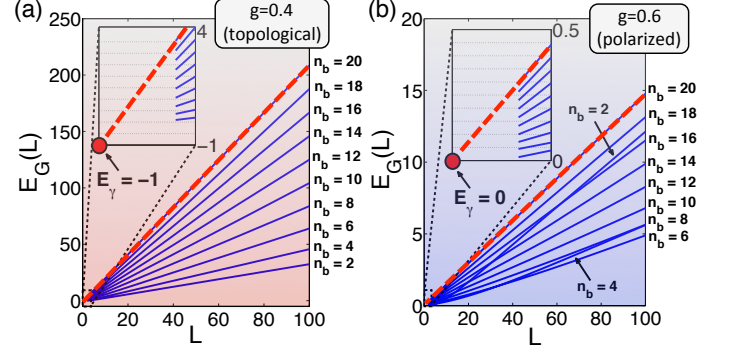 (a)
g=0.4
(topological)
E_G(L)
250
200
150
100
50
0
0
20
40
60
80
100
L
4
−1
E_γ = −1
n_b = 20
n_b = 18
n_b = 16
n_b = 14
n_b = 12
n_b = 10
n_b = 8
n_b = 6
n_b = 4
n_b = 2
(b)
g=0.6
(polarized)
E_G(L)
20
15
10
5
0
0
20
40
60
80
100
L
0.5
0
E_γ = 0
n_b = 2
n_b = 4
n_b = 20
n_b = 18
n_b = 16
n_b = 14
n_b = 12
n_b = 10
n_b = 8
n_b = 6